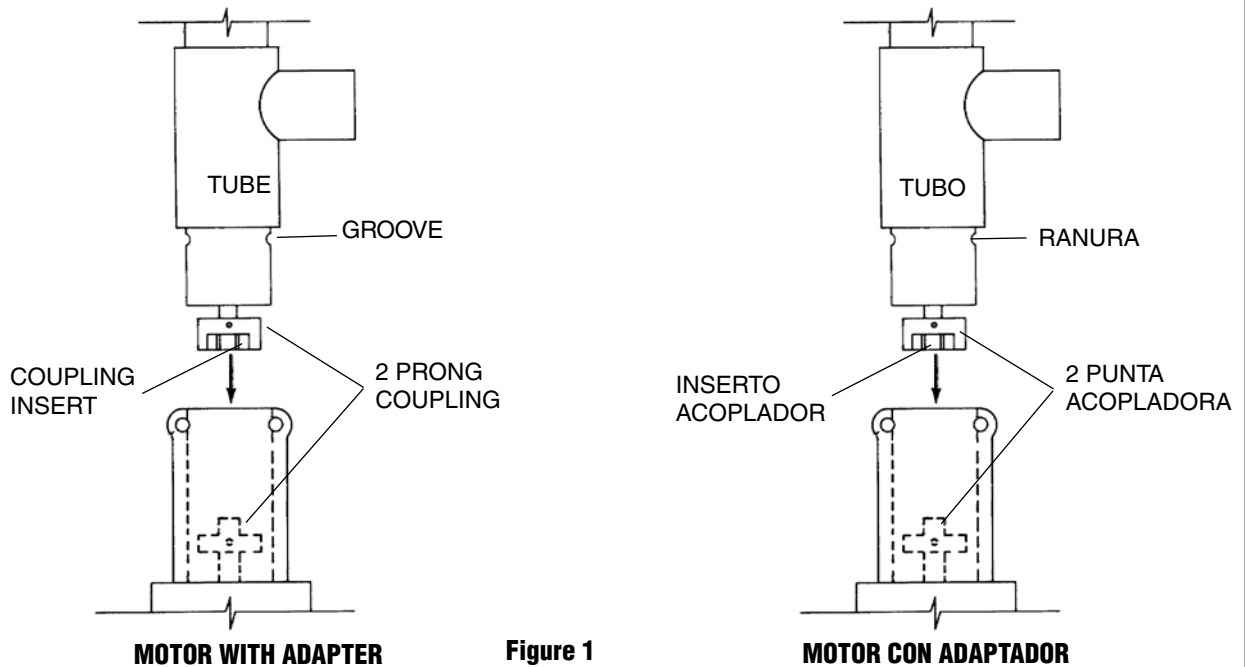 TUBE
GROOVE
COUPLING
INSERT
2 PRONG
COUPLING
MOTOR WITH ADAPTER
Figure 1
TUBO
RANURA
INSERTO
ACOPLADOR
2 PUNTA
ACOPLADORA
MOTOR CON ADAPTADOR